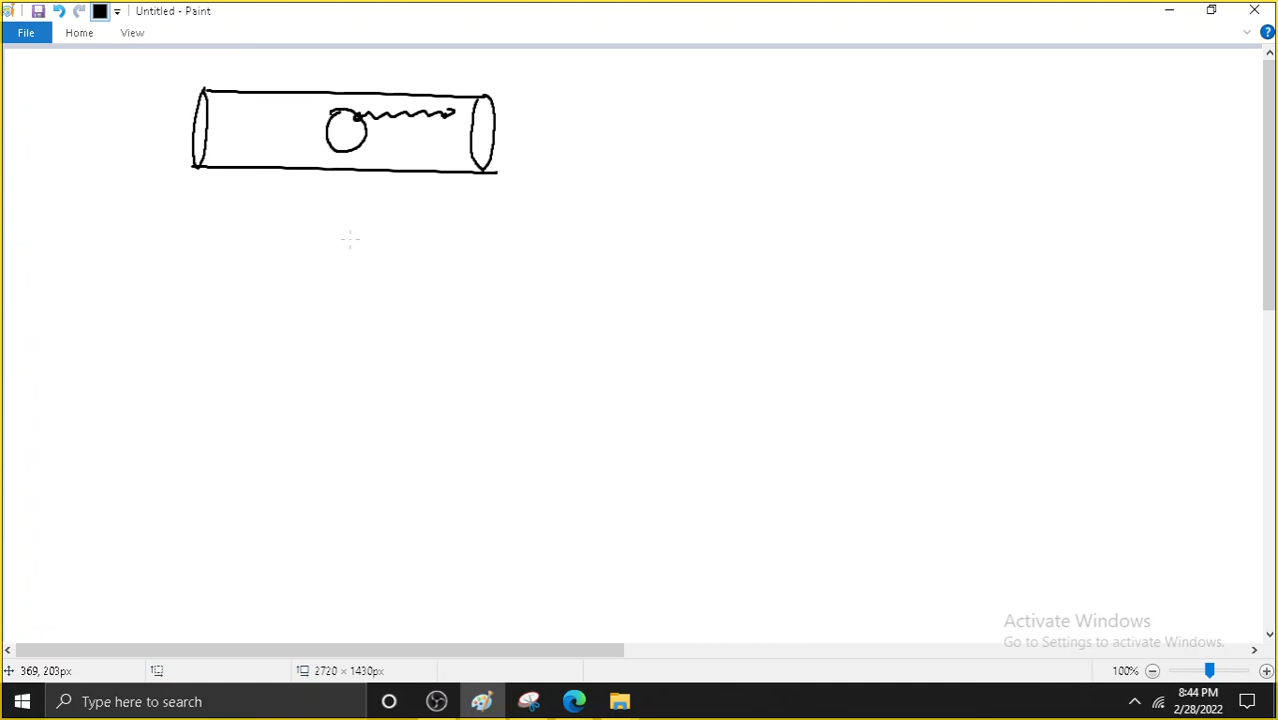 Untitled - Paint
File Home View
Activate Windows
Go to Settings to activate Windows.
369, 203px
2720 × 1430px
100%
Type here to search
8:44 PM
2/28/2022